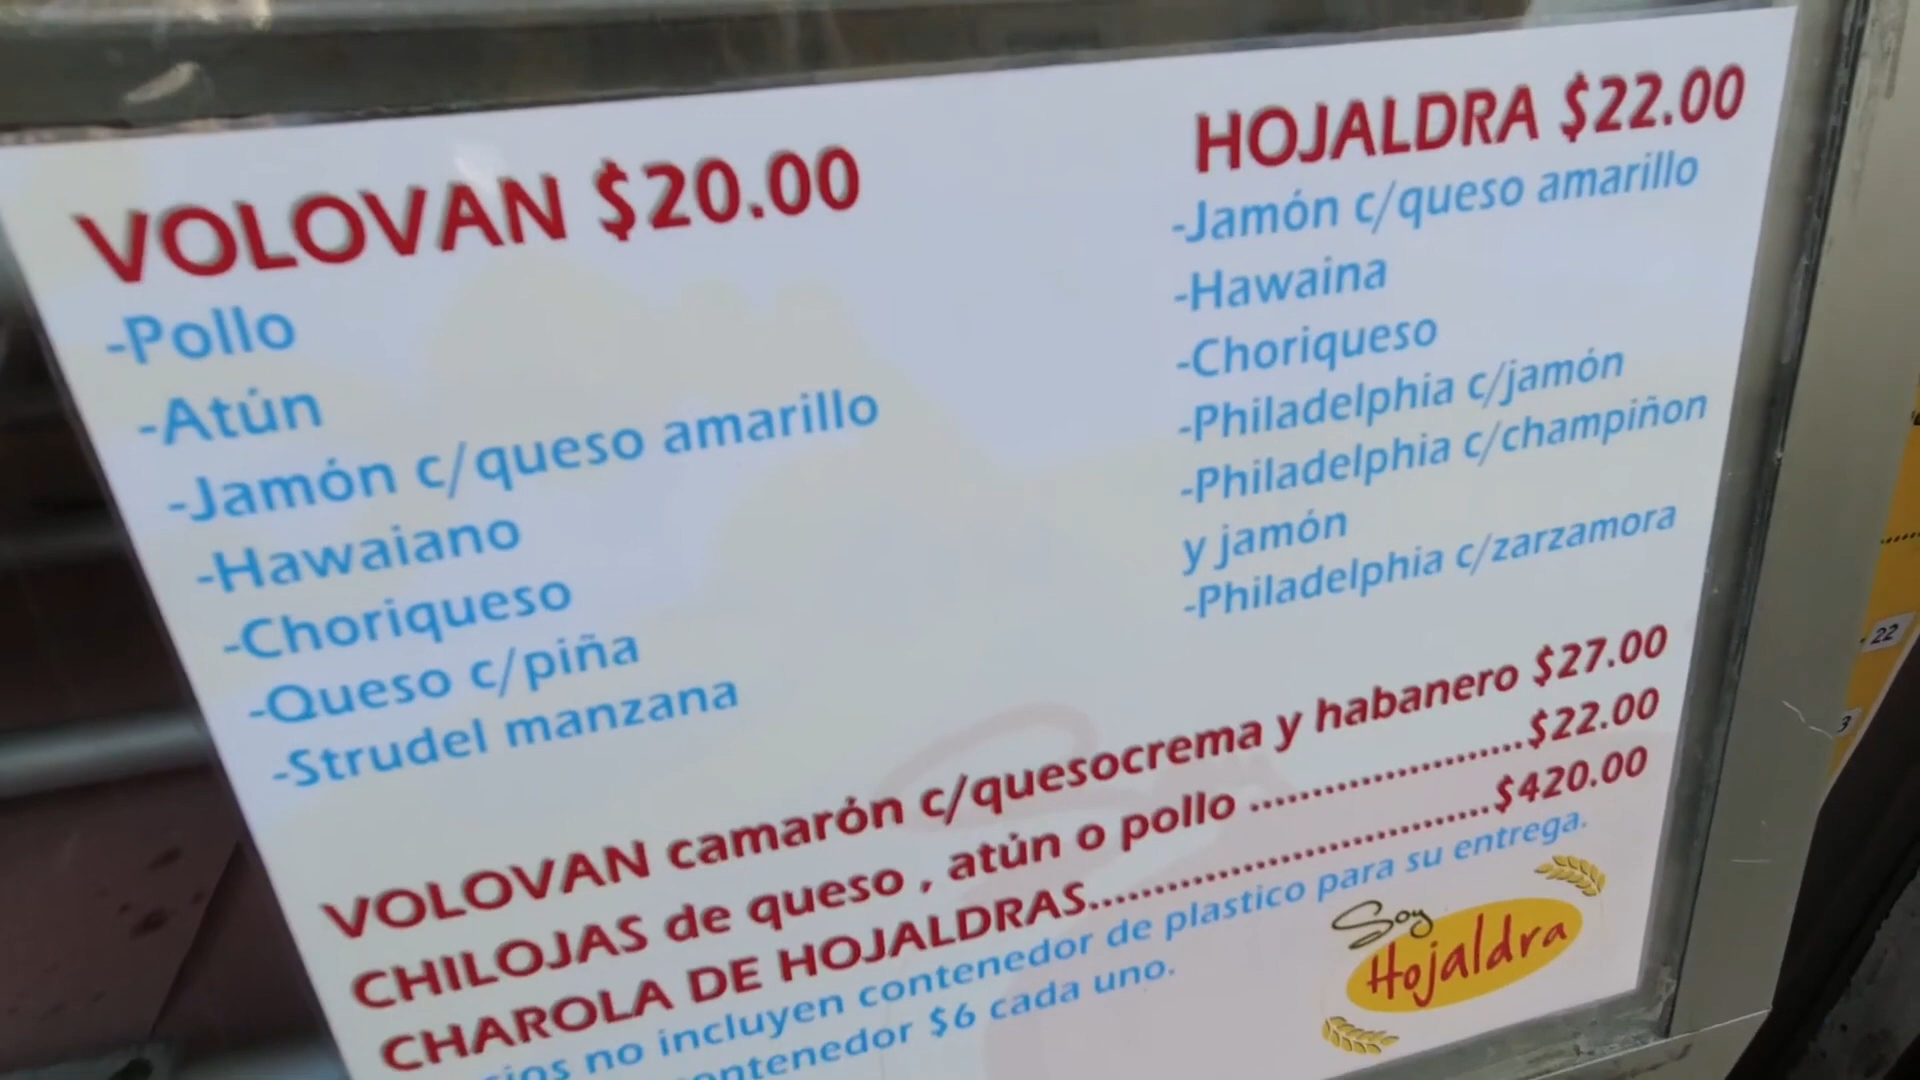 VOLOVAN $20.00
-Pollo
-Atún
-Jamón c/queso amarillo
-Hawaiano
-Choriqueso
-Queso c/piña
-Strudel manzana
HOJALDRA $22.00
-Jamón c/queso amarillo
-Hawaina
-Choriqueso
-Philadelphia c/jamón
-Philadelphia c/champiñon
y jamón
-Philadelphia c/zarzamora
VOLOVAN camarón c/quesocrema y habanero $27.00
CHILOJAS de queso , atún o pollo ........................$22.00
CHAROLA DE HOJALDRAS...................................$420.00
no incluyen contenedor de plastico para su entrega.
$6 cada uno.
Soy
Hojaldra
22
3